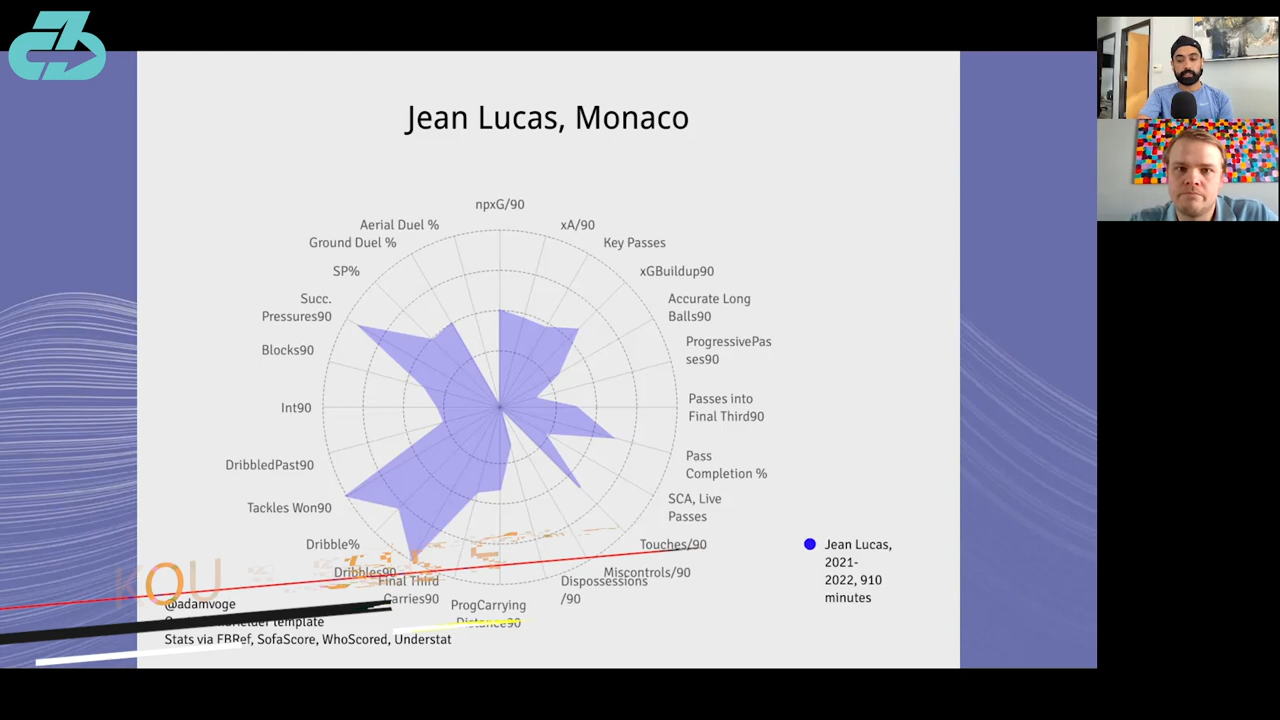 Jean Lucas, Monaco
npxG/90
Aerial Duel %
xA/90
Ground Duel %
Key Passes
SP%
xGBuildup90
Succ.
Pressures90
Accurate Long
Balls90
Blocks90
ProgressivePas
ses90
Int90
Passes into
Final Third90
DribbledPast90
Pass
Completion %
Tackles Won90
SCA, Live
Passes
Dribble%
Touches/90
Dribbles90
Miscontrols/90
Final Third
Carries90
Dispossessions
/90
ProgCarrying
Distance90
Jean Lucas,
2021-
2022, 910
minutes
KOU
@adamvoge
template
Stats via FBRef, SofaScore, WhoScored, Understat